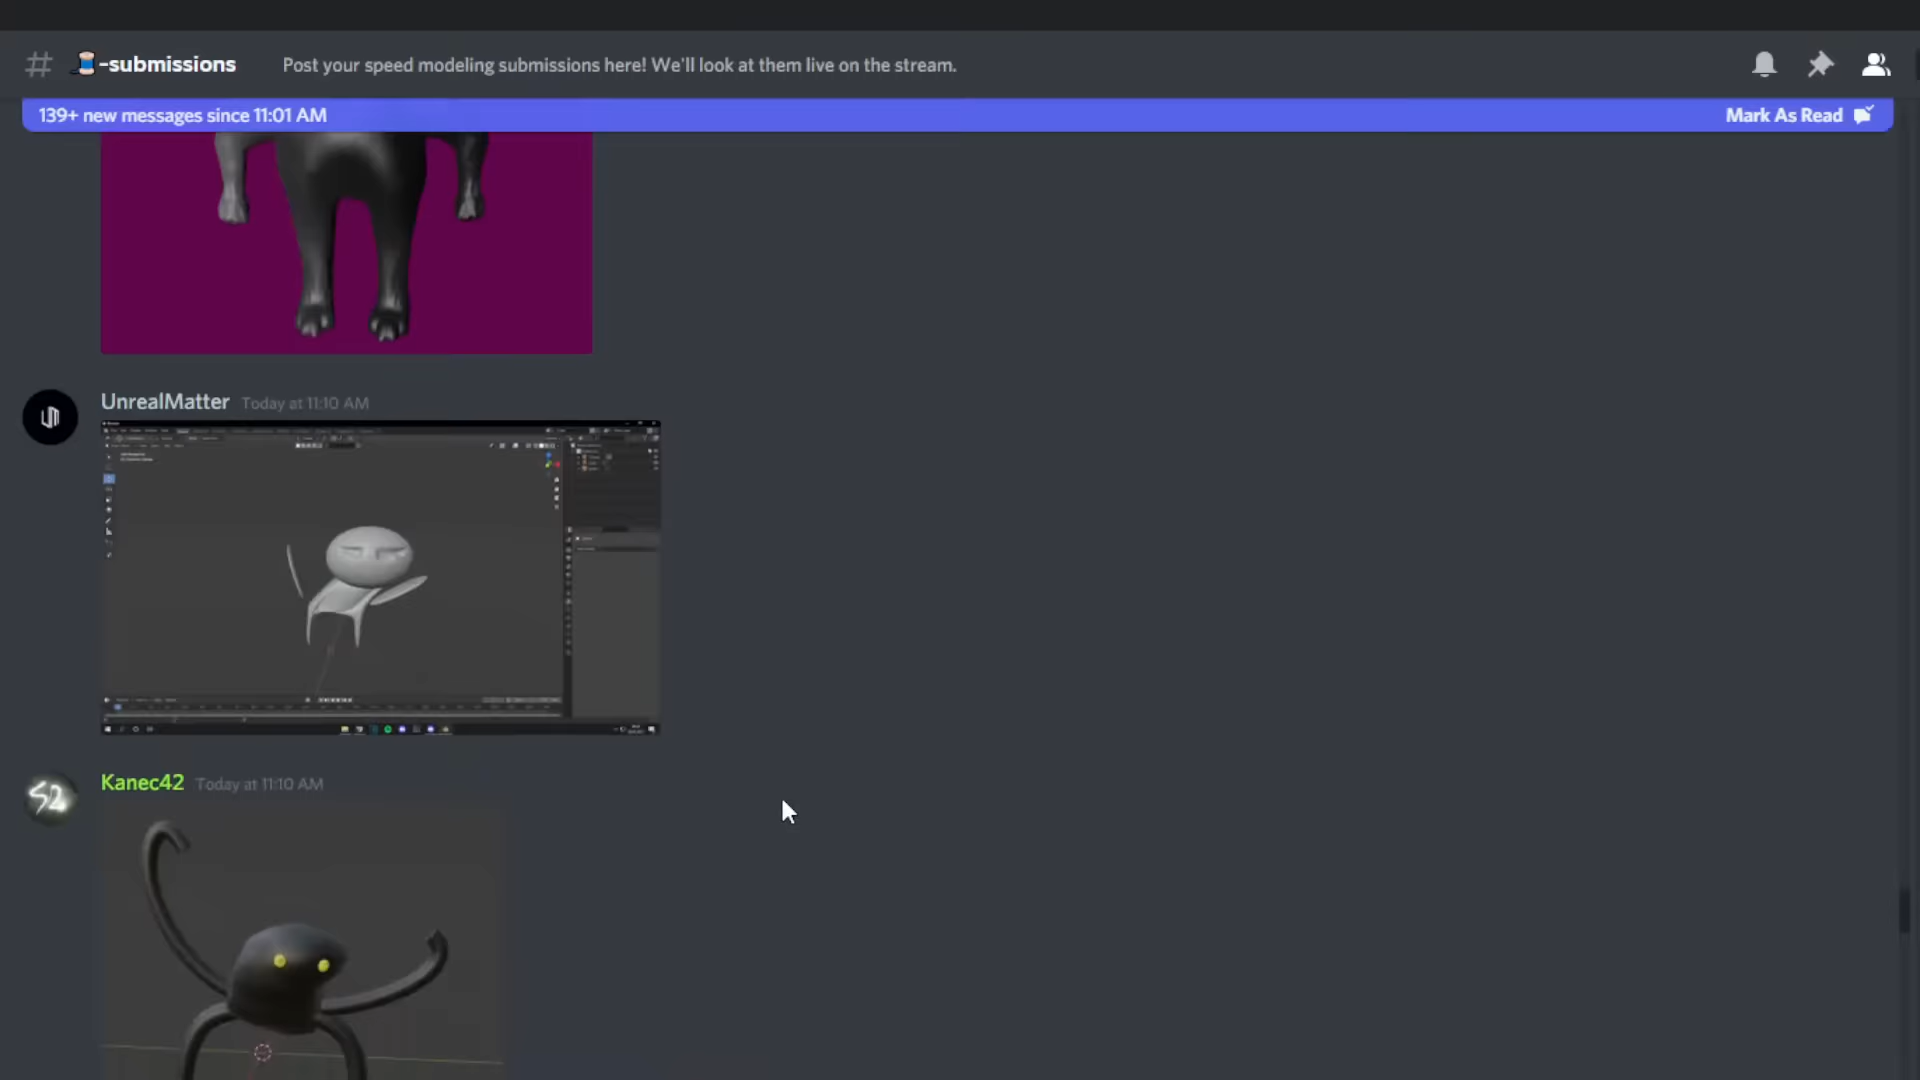 -submissions
Post your speed modeling submissions here! We'll look at them live on the stream.
139+ new messages since 11:01 AM
Mark As Read
UnrealMatter Today at 11:10 AM
Kanec42 Today at 11:10 AM